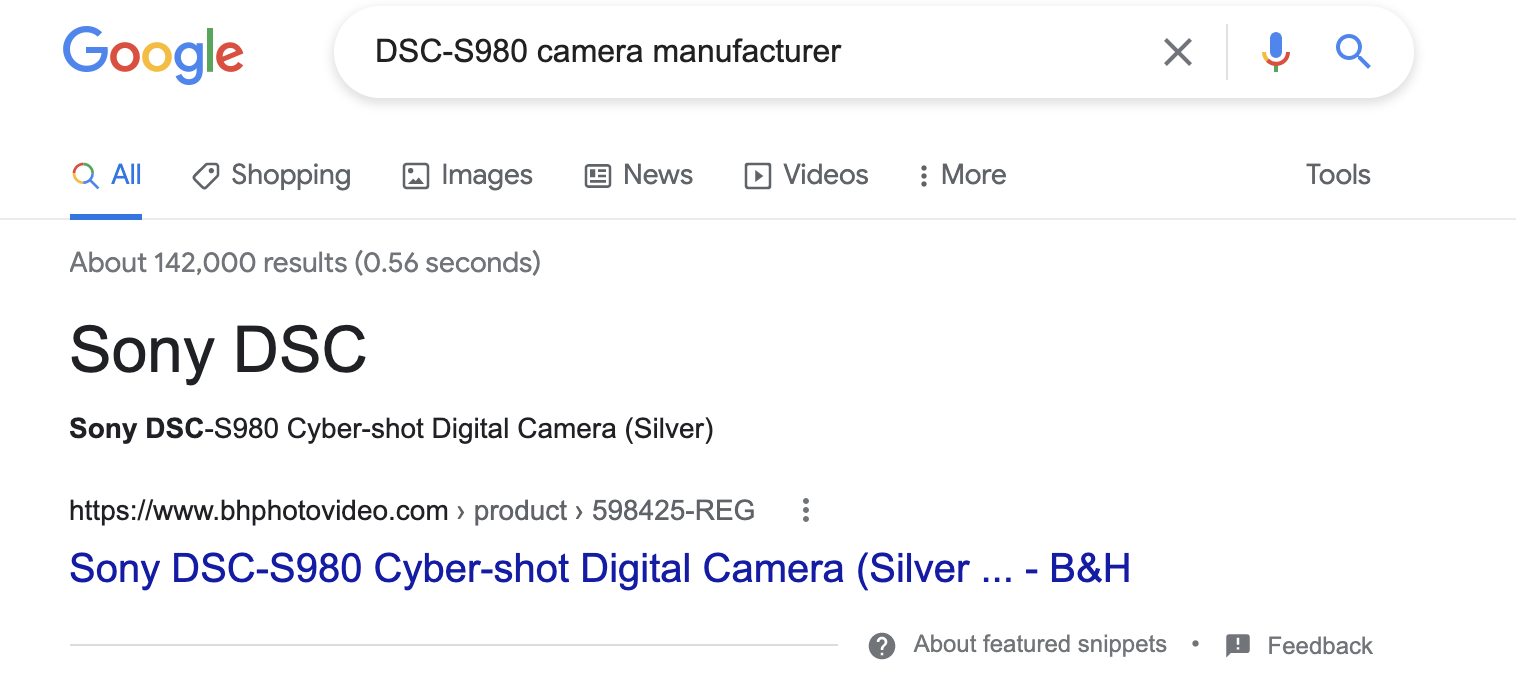 Google DSC-S980 camera manufacturer
All Shopping Images News Videos More Tools
About 142,000 results (0.56 seconds)
Sony DSC
Sony DSC-S980 Cyber-shot Digital Camera (Silver)
https://www.bhphotovideo.com › product › 598425-REG
Sony DSC-S980 Cyber-shot Digital Camera (Silver ... - B&H
About featured snippets • Feedback